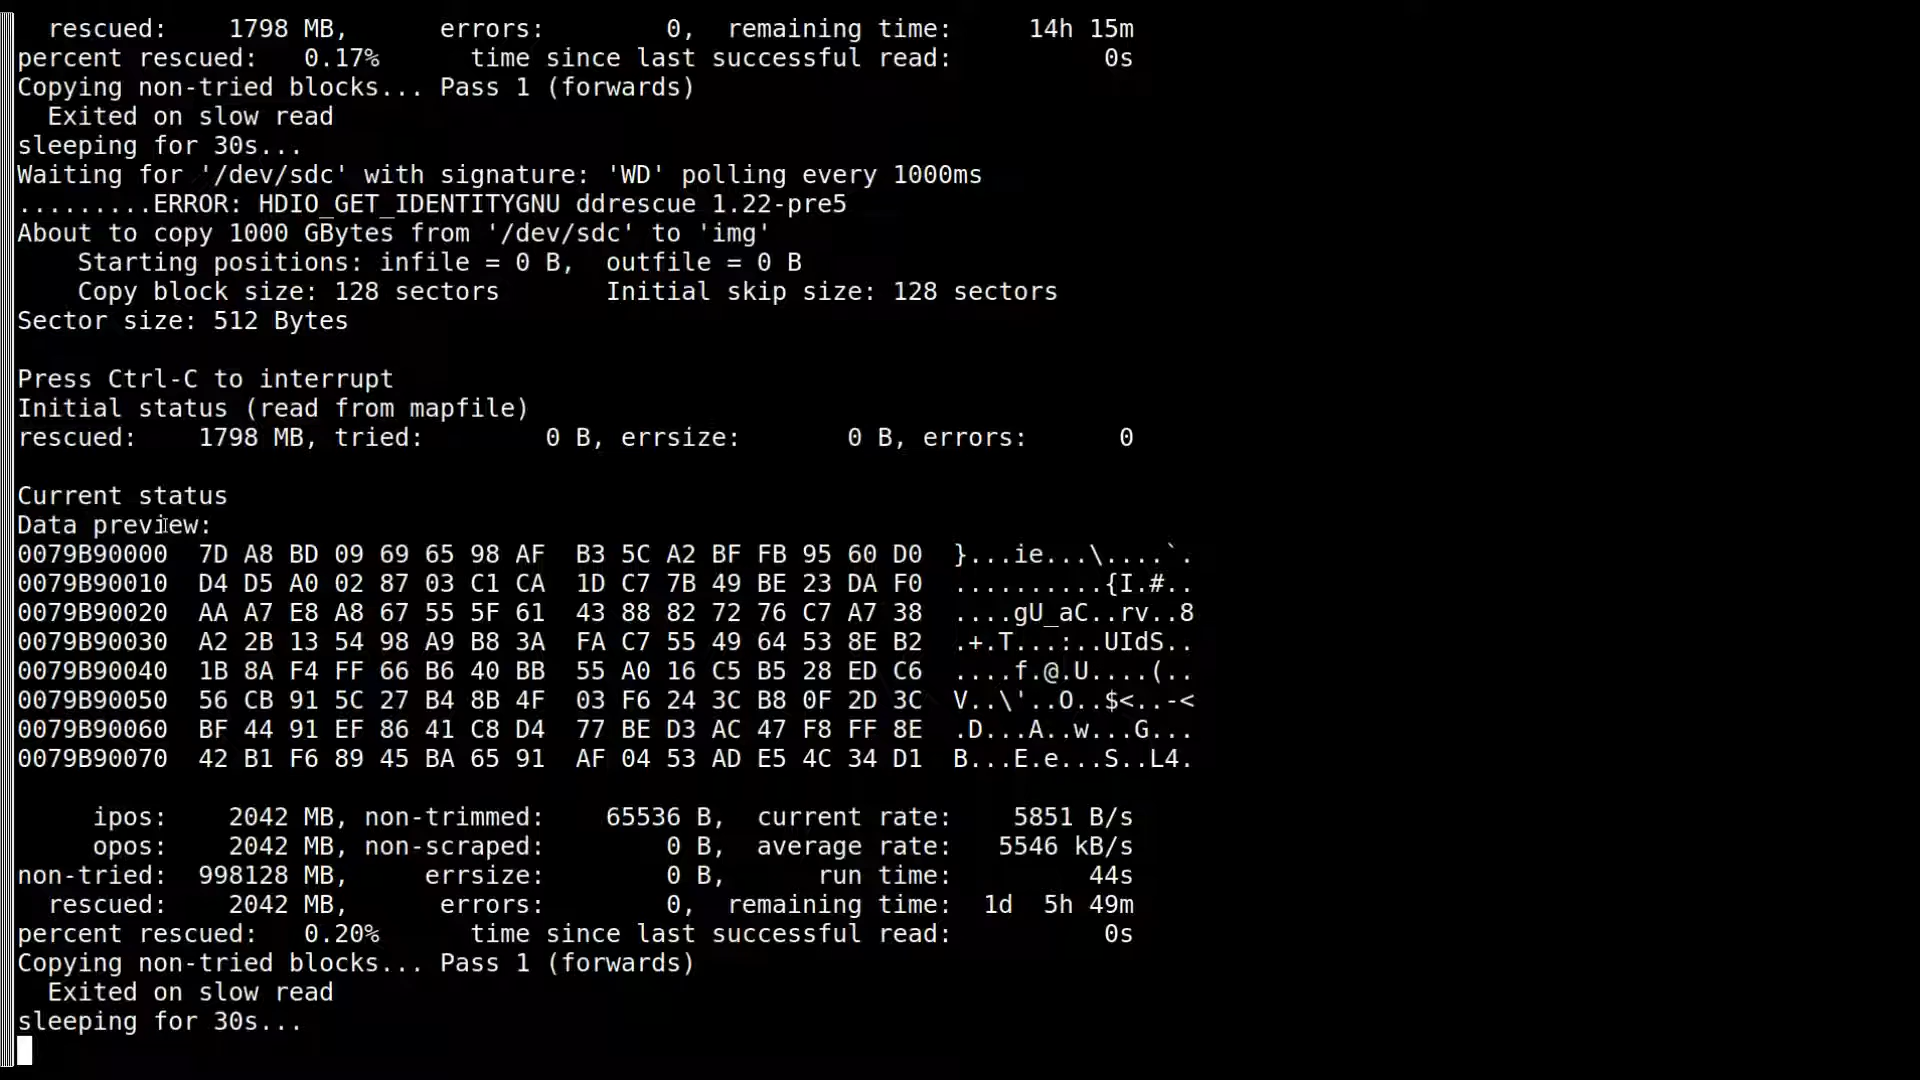 rescued: 1798 MB, errors: 0, remaining time: 14h 15m
percent rescued: 0.17% time since last successful read: 0s
Copying non-tried blocks... Pass 1 (forwards)
Exited on slow read
sleeping for 30s...
Waiting for '/dev/sdc' with signature: 'WD' polling every 1000ms
.........ERROR: HDIO_GET_IDENTITYGNU ddrescue 1.22-pre5
About to copy 1000 GBytes from '/dev/sdc' to 'img'
Starting positions: infile = 0 B, outfile = 0 B
Copy block size: 128 sectors Initial skip size: 128 sectors
Sector size: 512 Bytes
Press Ctrl-C to interrupt
Initial status (read from mapfile)
rescued: 1798 MB, tried: 0 B, errsize: 0 B, errors: 0
Current status
Data preview:
0079B90000 7D A8 BD 09 69 65 98 AF B3 5C A2 BF FB 95 60 D0 }...ie...\....`.
0079B90010 D4 D5 A0 02 87 03 C1 CA 1D C7 7B 49 BE 23 DA F0 ..........{I.#..
0079B90020 AA A7 E8 A8 67 55 5F 61 43 88 82 72 76 C7 A7 38 ....gU_aC..rv..8
0079B90030 A2 2B 13 54 98 A9 B8 3A FA C7 55 49 64 53 8E B2 .+.T...:..UIdS..
0079B90040 1B 8A F4 FF 66 B6 40 BB 55 A0 16 C5 B5 28 ED C6 ....f.@.U....(..
0079B90050 56 CB 91 5C 27 B4 8B 4F 03 F6 24 3C B8 0F 2D 3C V..\'..O..$<..-<
0079B90060 BF 44 91 EF 86 41 C8 D4 77 BE D3 AC 47 F8 FF 8E .D...A..w...G...
0079B90070 42 B1 F6 89 45 BA 65 91 AF 04 53 AD E5 4C 34 D1 B...E.e...S..L4.
ipos: 2042 MB, non-trimmed: 65536 B, current rate: 5851 B/s
opos: 2042 MB, non-scraped: 0 B, average rate: 5546 kB/s
non-tried: 998128 MB, errsize: 0 B, run time: 44s
rescued: 2042 MB, errors: 0, remaining time: 1d 5h 49m
percent rescued: 0.20% time since last successful read: 0s
Copying non-tried blocks... Pass 1 (forwards)
Exited on slow read
sleeping for 30s...